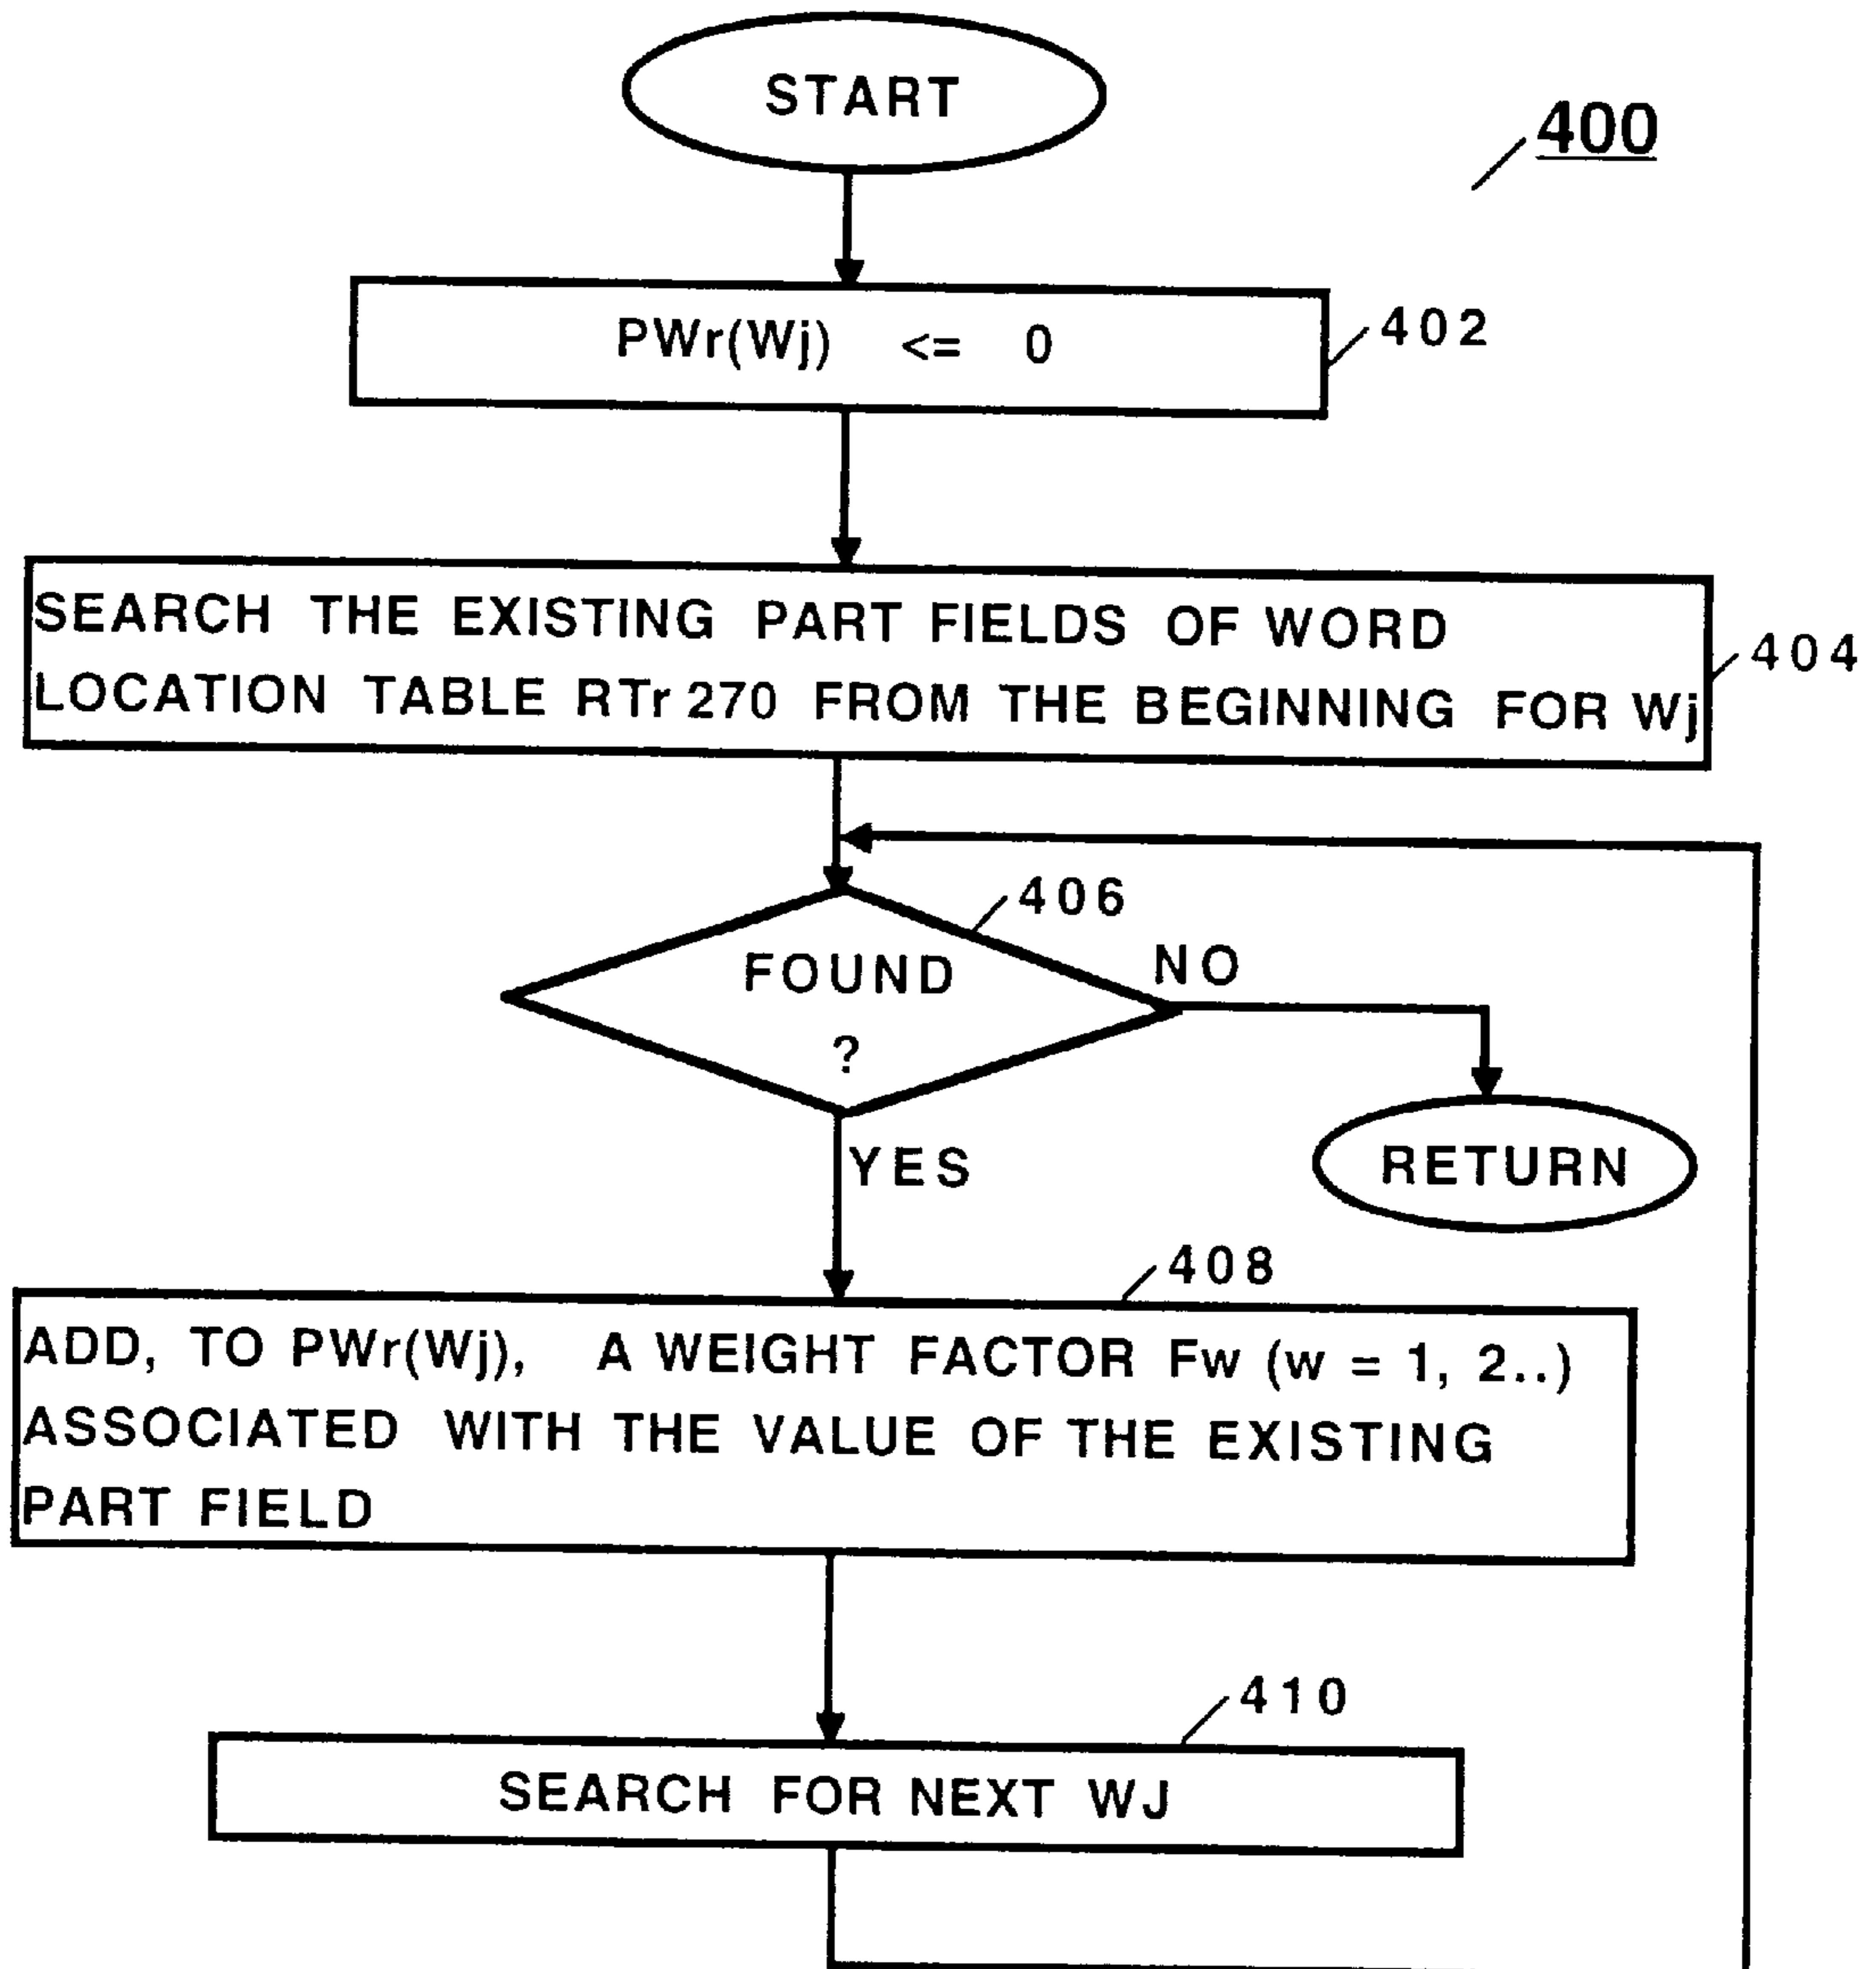 START
400
PWr(Wj) <= 0
402
SEARCH THE EXISTING PART FIELDS OF WORD
LOCATION TABLE RTr 270 FROM THE BEGINNING FOR Wj
404
406
FOUND
?
NO
RETURN
YES
408
ADD, TO PWr(Wj), A WEIGHT FACTOR Fw (w = 1, 2..)
ASSOCIATED WITH THE VALUE OF THE EXISTING
PART FIELD
410
SEARCH FOR NEXT WJ